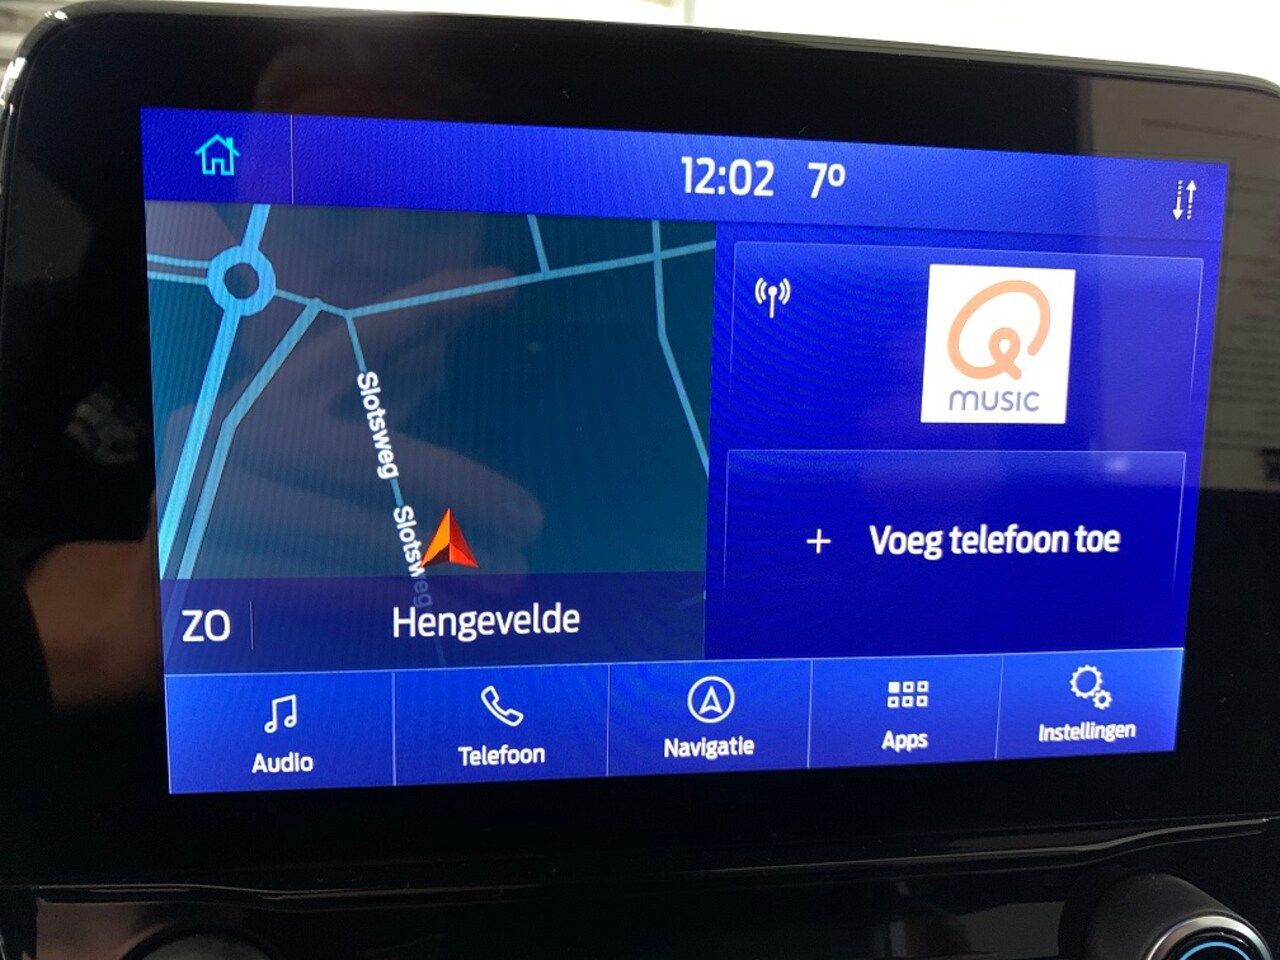 12:02 7º
Slotsweg
Slotsweg
music
+ Voeg telefoon toe
ZO
Hengevelde
Audio
Telefoon
Navigatie
Apps
Instellingen